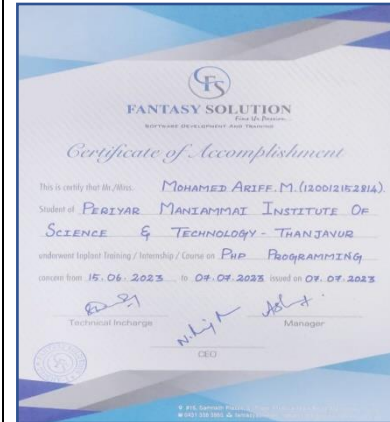 CFS
FANTASY SOLUTION
SOFTWARE DEVELOPMENT AND TRAINING
Certificate of Accomplishment
This is certify that Mr./Miss. MOHAMED ARIFF. M. (120012152814).
Student of PERIYAR MANIAMMAI INSTITUTE OF
SCIENCE & TECHNOLOGY - THANJAVUR
underwent Inplant Training / Internship / Course on PHP PROGRAMMING
concern from 15.06.2023 to 07.07.2023 issued on 07.07.2023
Technical Incharge
Manager
CEO